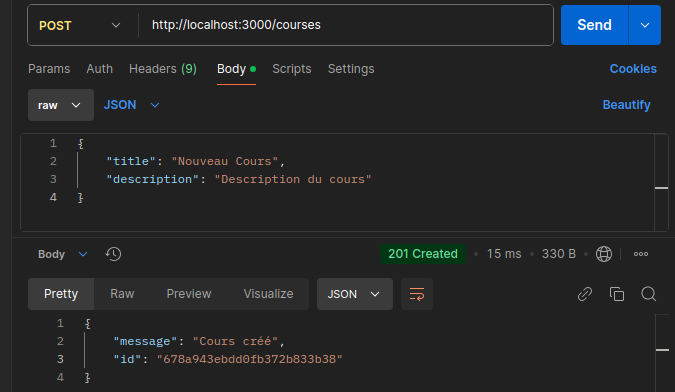 POST http://localhost:3000/courses Send
Params Auth Headers (9) Body Scripts Settings Cookies
raw JSON Beautify
1 {
2 "title": "Nouveau Cours",
3 "description": "Description du cours"
4 }
Body 201 Created 15 ms 330 B
Pretty Raw Preview Visualize JSON
1 {
2 "message": "Cours créé",
3 "id": "678a943ebdd0fb372b833b38"
4 }